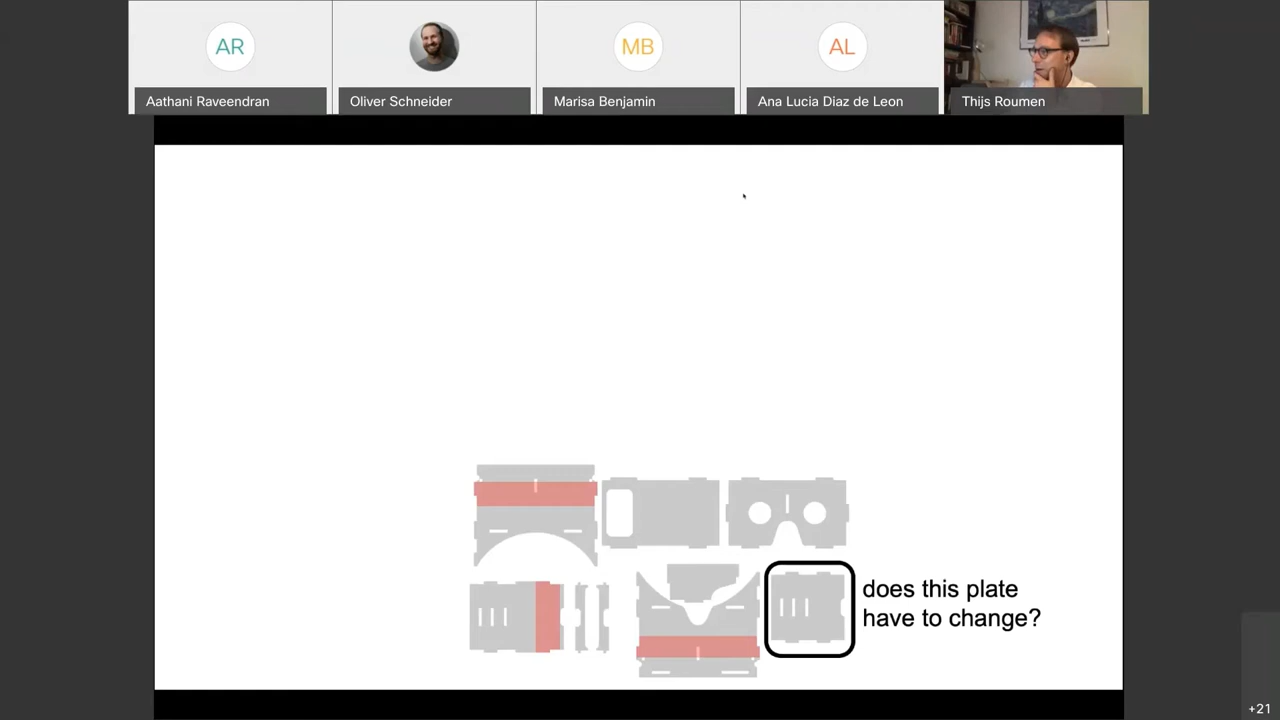 AR
MB
AL
Aathani Raveendran
Oliver Schneider
Marisa Benjamin
Ana Lucia Diaz de Leon
Thijs Roumen
does this plate
have to change?
+21